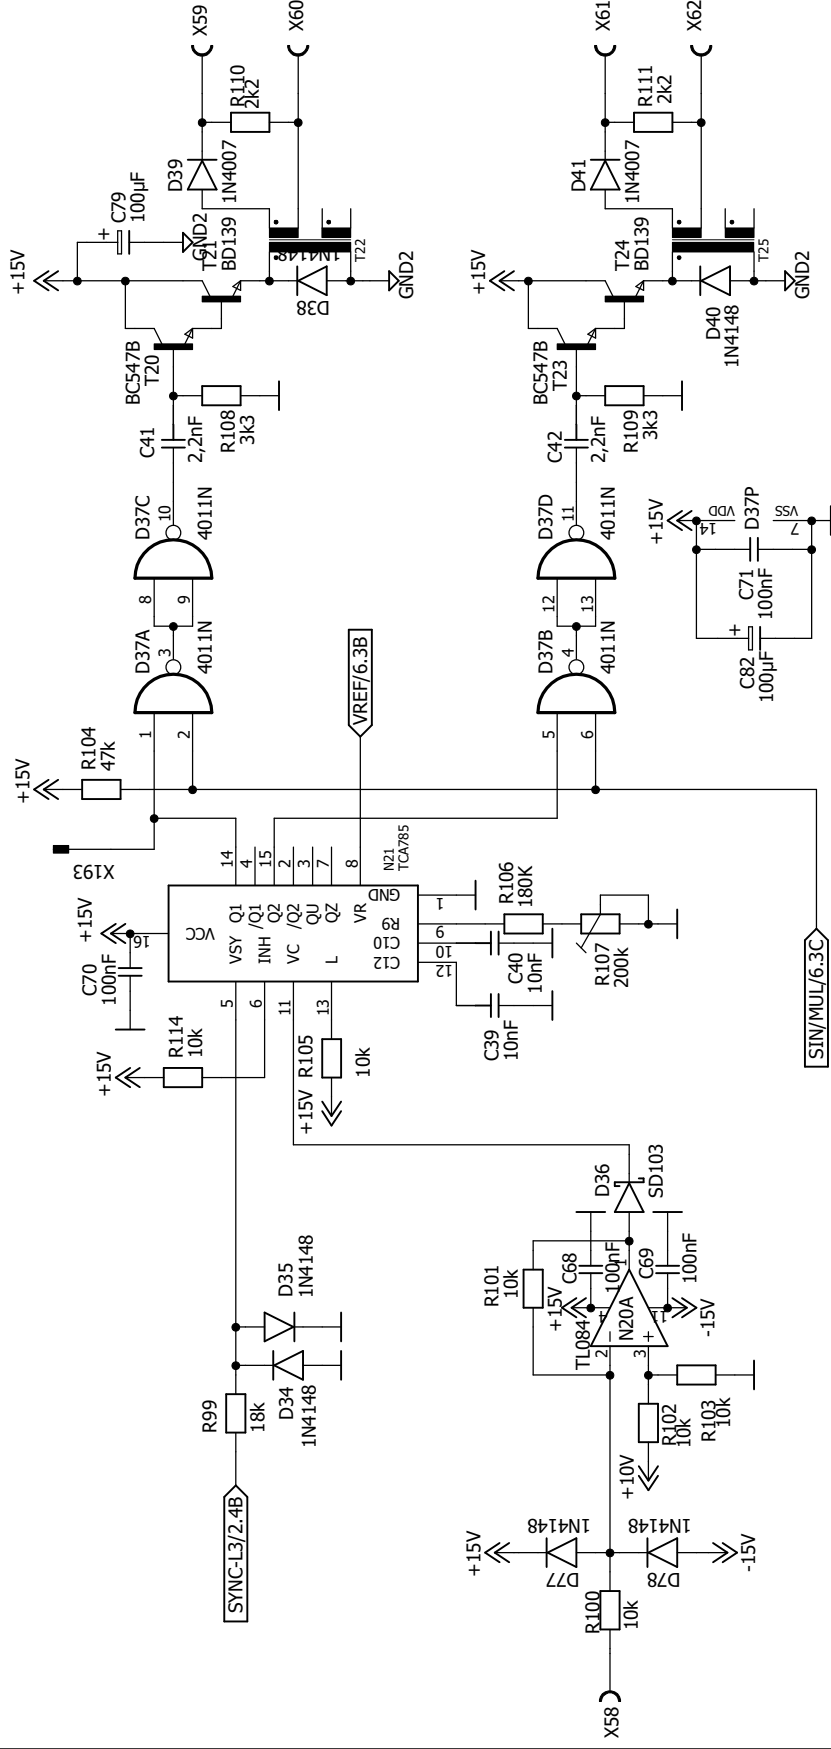 X59
X60
R110
2k2
D39
1N4007
C79
100µF
+
GND2
+15V
T21
BD139
1N4148
D38
T22
GND2
BC547B
T20
C41
2,2nF
R108
3k3
D37C
10
4011N
8
9
D37A
3
4011N
1
2
X61
X62
R111
2k2
D41
1N4007
+15V
T24
BD139
D40
1N4148
T25
GND2
BC547B
T23
C42
2,2nF
R109
3k3
D37D
11
4011N
12
13
D37B
4
4011N
5
6
+15V
14
VDD
D37P
VSS
7
C71
100nF
C82
100µF
+
VREF/6.3B
+15V
R104
47k
X193
N21
TCA785
14
4
15
2
3
7
8
Q1
/Q1
Q2
/Q2
QU
QZ
VR
VSY
INH
VC
L
VCC
16
GND
R9
C10
C12
1
9
10
12
5
6
11
13
+15V
C70
100nF
R106
180K
R107
200k
C40
10nF
C39
10nF
+15V
R114
10k
+15V
R105
10k
SIN/MUL/6.3C
SYNC-L3/2.4B
R99
18k
D34
1N4148
D35
1N4148
D36
SD103
R101
10k
C68
100nF
C69
100nF
+15V
4
11
-15V
TL084
N20A
1
2
3
−
+
R102
10k
R103
10k
+10V
+15V
1N4148
D77
1N4148
D78
-15V
R100
10k
X58